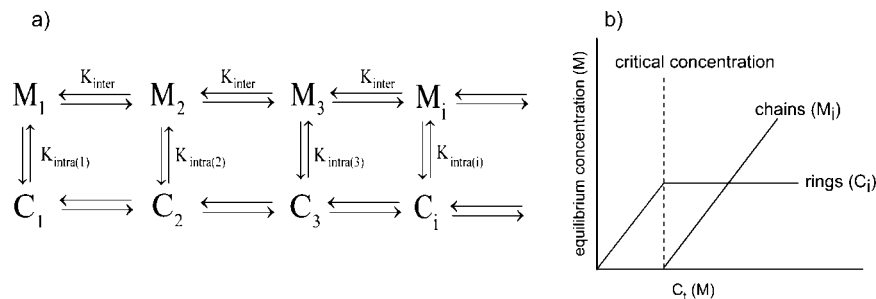 a)
K_inter K_inter K_inter
M_1 M_2 M_3 M_i
K_intra(1) K_intra(2) K_intra(3) K_intra(i)
C_1 C_2 C_3 C_i
b)
equilibrium concentration (M)
critical concentration
chains (M_i)
rings (C_i)
C_t (M)